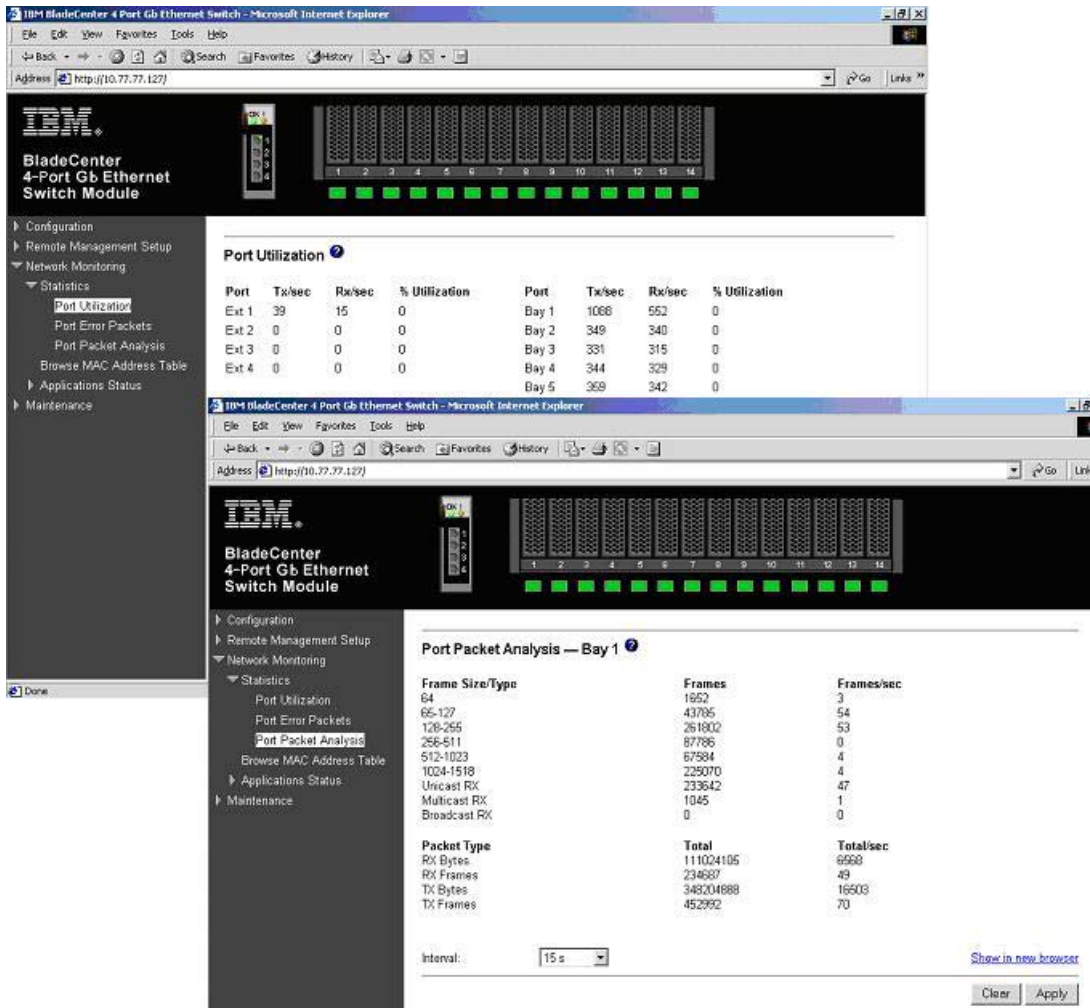 IBM BladeCenter 4 Port Gb Ethernet Switch - Microsoft Internet Explorer
File Edit View Favorites Tools Help
Back Search Favorites History
Address http://10.77.77.127/ Go Links »
IBM.
BladeCenter
4-Port Gb Ethernet
Switch Module
OK !
1
2
3
4
1 2 3 4 5 6 7 8 9 10 11 12 13 14
Configuration
Remote Management Setup
Network Monitoring
Statistics
Port Utilization
Port Error Packets
Port Packet Analysis
Browse MAC Address Table
Applications Status
Maintenance
Port Utilization ?
Port Tx/sec Rx/sec % Utilization Port Tx/sec Rx/sec % Utilization
Ext 1 39 15 0 Bay 1 1088 552 0
Ext 2 0 0 0 Bay 2 349 340 0
Ext 3 0 0 0 Bay 3 331 315 0
Ext 4 0 0 0 Bay 4 344 329 0
Bay 5 359 342 0
Done
IBM BladeCenter 4 Port Gb Ethernet Switch - Microsoft Internet Explorer
File Edit View Favorites Tools Help
Back Search Favorites History
Address http://10.77.77.127/ Go Link
IBM.
BladeCenter
4-Port Gb Ethernet
Switch Module
OK !
1
2
3
4
1 2 3 4 5 6 7 8 9 10 11 12 13 14
Configuration
Remote Management Setup
Network Monitoring
Statistics
Port Utilization
Port Error Packets
Port Packet Analysis
Browse MAC Address Table
Applications Status
Maintenance
Port Packet Analysis — Bay 1 ?
Frame Size/Type Frames Frames/sec
64 1652 3
65-127 43785 54
128-255 261802 53
256-511 87786 0
512-1023 67584 4
1024-1518 225070 4
Unicast RX 233642 47
Multicast RX 1045 1
Broadcast RX 0 0
Packet Type Total Total/sec
RX Bytes 111024105 6568
RX Frames 234687 49
TX Bytes 348204888 16503
TX Frames 452992 70
Interval: 15 s Show in new browser
Clear Apply